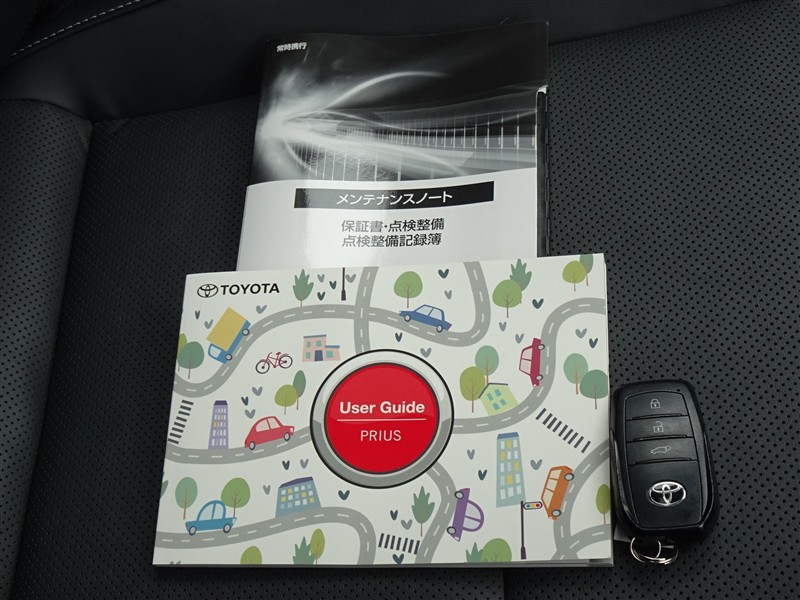 常時携行
メンテナンスノート
保証書・点検整備
点検整備記録簿
TOYOTA
User Guide
PRIUS